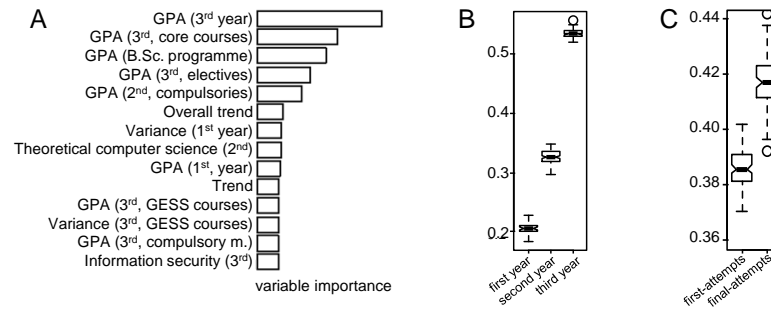 A
GPA (3rd year)
GPA (3rd, core courses)
GPA (B.Sc. programme)
GPA (3rd, electives)
GPA (2nd, compulsories)
Overall trend
Variance (1st year)
Theoretical computer science (2nd)
GPA (1st, year)
Trend
GPA (3rd, GESS courses)
Variance (3rd, GESS courses)
GPA (3rd, compulsory m.)
Information security (3rd)
variable importance
B
0.5
0.4
0.3
0.2
first year
second year
third year
C
0.44
0.42
0.40
0.38
0.36
first-attempts
final-attempts